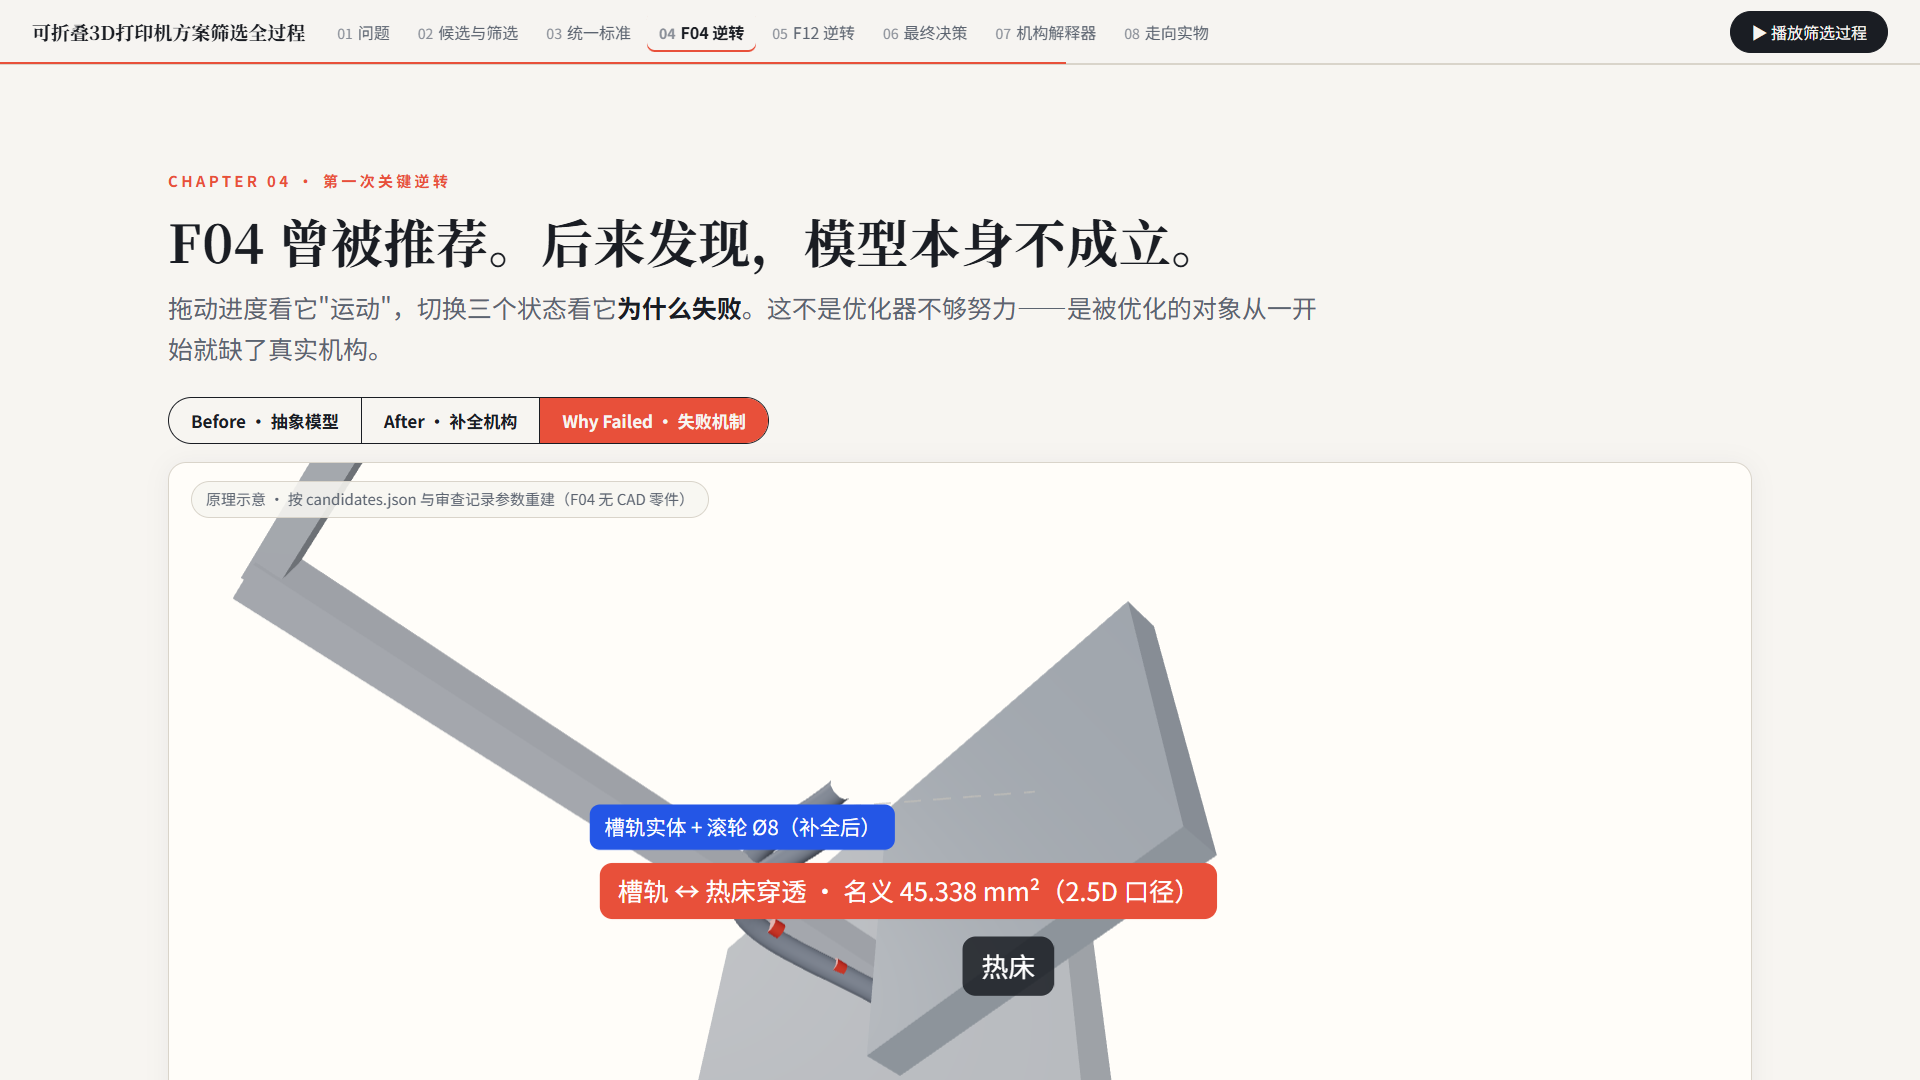 可折叠3D打印机方案筛选全过程
01 问题
02 候选与筛选
03 统一标准
04 F04 逆转
05 F12 逆转
06 最终决策
07 机构解释器
08 走向实物
▶ 播放筛选过程
CHAPTER 04 · 第一次关键逆转
F04 曾被推荐。后来发现，模型本身不成立。
拖动进度看它"运动"，切换三个状态看它为什么失败。这不是优化器不够努力——是被优化的对象从一开
始就缺了真实机构。
Before · 抽象模型
After · 补全机构
Why Failed · 失败机制
原理示意 · 按 candidates.json 与审查记录参数重建（F04 无 CAD 零件）
槽轨实体 + 滚轮 Ø8（补全后）
槽轨 ↔ 热床穿透 · 名义 45.338 mm²（2.5D 口径）
热床